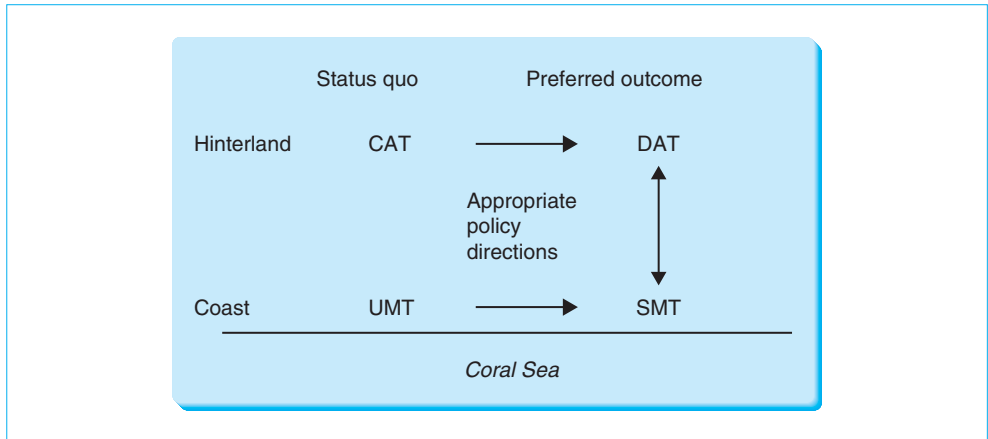 Status quo Preferred outcome
Hinterland CAT DAT
Appropriate
policy
directions
Coast UMT SMT
Coral Sea